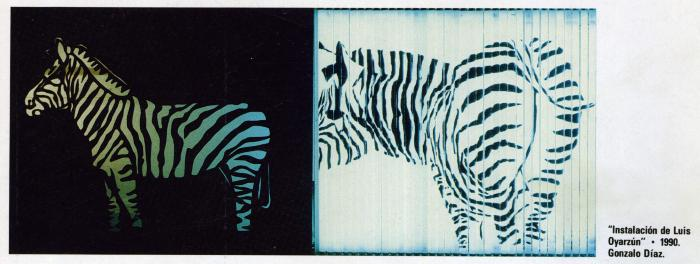 "Instalación de Luis
Oyarzún" • 1990.
Gonzalo Díaz.